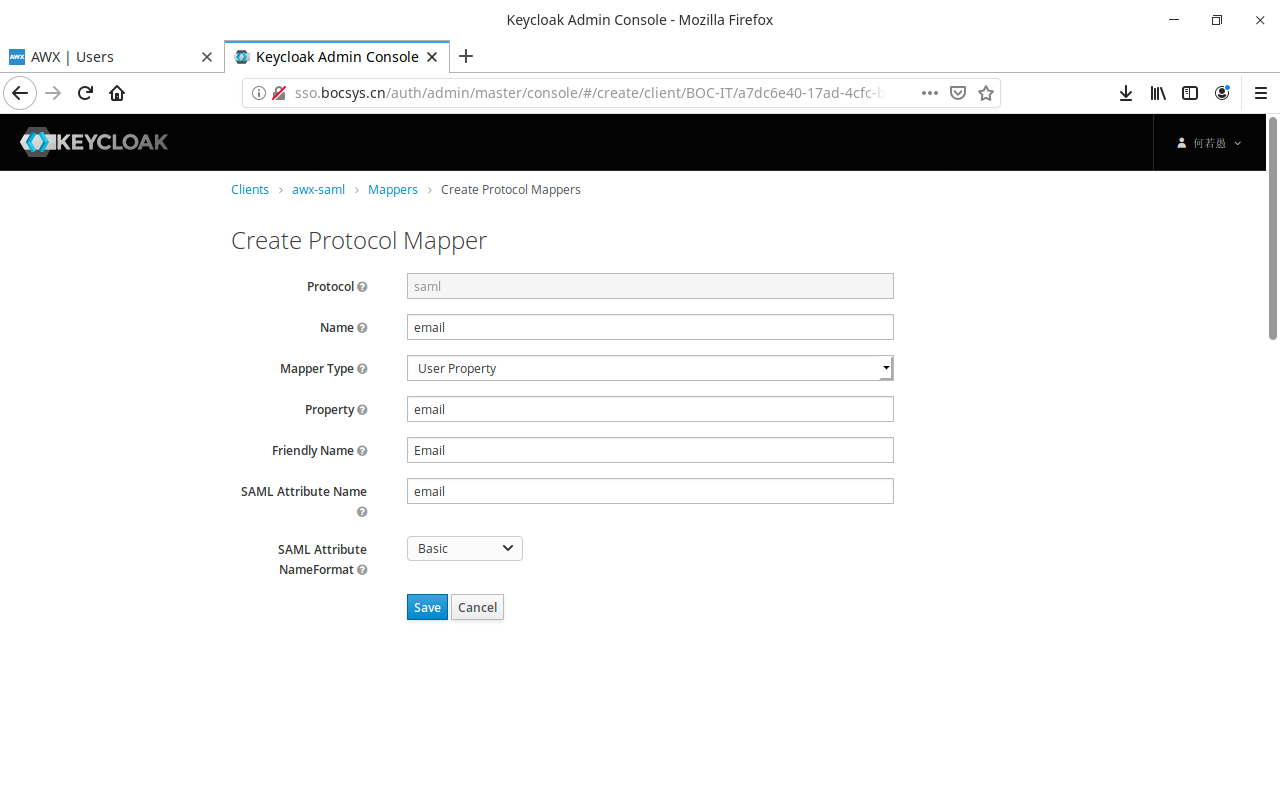 Keycloak Admin Console - Mozilla Firefox
AWX | Users
Keycloak Admin Console
sso.bocsys.cn/auth/admin/master/console/#/create/client/BOC-IT/a7dc6e40-17ad-4cfc-b
KEYCLOAK
何若愚
Clients › awx-saml › Mappers › Create Protocol Mappers
Create Protocol Mapper
Protocol saml
Name email
Mapper Type User Property
Property email
Friendly Name Email
SAML Attribute Name email
SAML Attribute
NameFormat Basic
Save Cancel